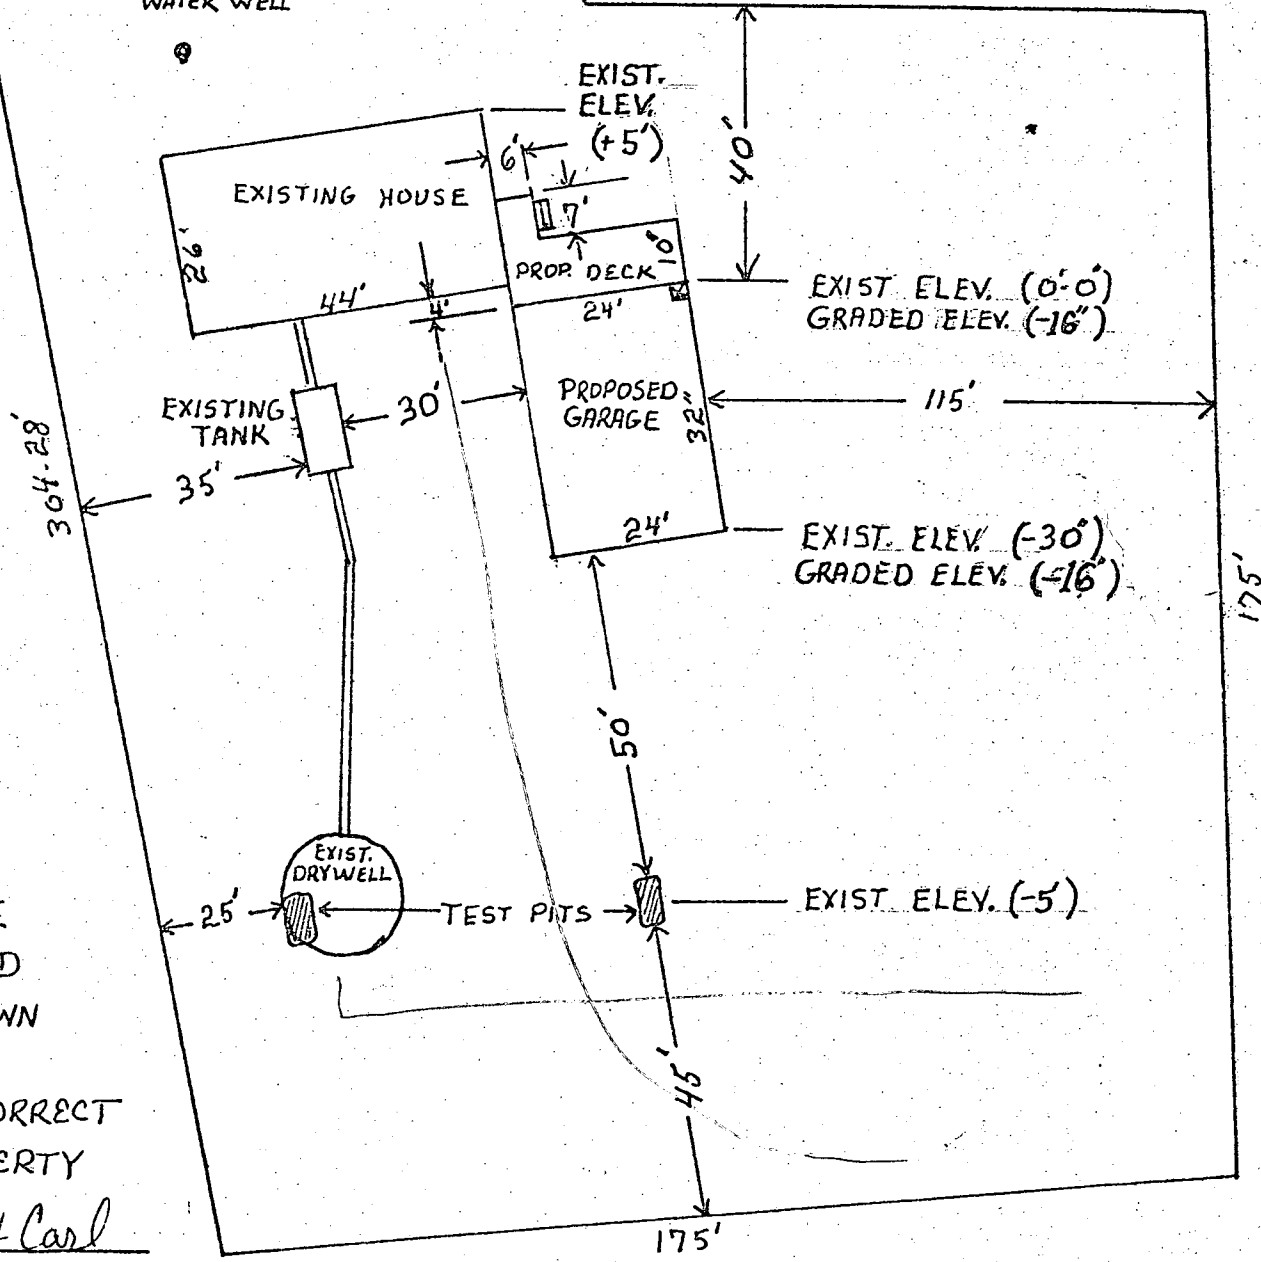 WATER WELL
EXIST.
ELEV.
(+5')
6'
40"
EXISTING HOUSE
7'
26'
10"
PROP. DECK
44'
4'
24'
EXIST ELEV. (0'-0")
GRADED ELEV. (-16")
EXISTING
TANK
30'
PROPOSED
GARAGE
32"
115'
304-28'
35'
24'
EXIST. ELEV. (-30")
GRADED ELEV. (-16")
175'
50'
EXIST.
DRYWELL
25'
TEST PITS
EXIST ELEV. (-5')
D
WN
ORRECT
ERTY
45'
Carl
175'